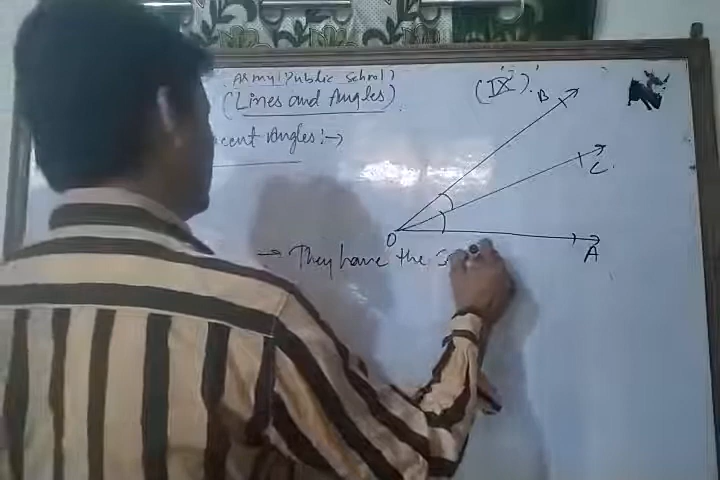 Army Public School)
(IX).
(Lines and Angles).
B
cent Angles:→
C.
O
→ They have the
A